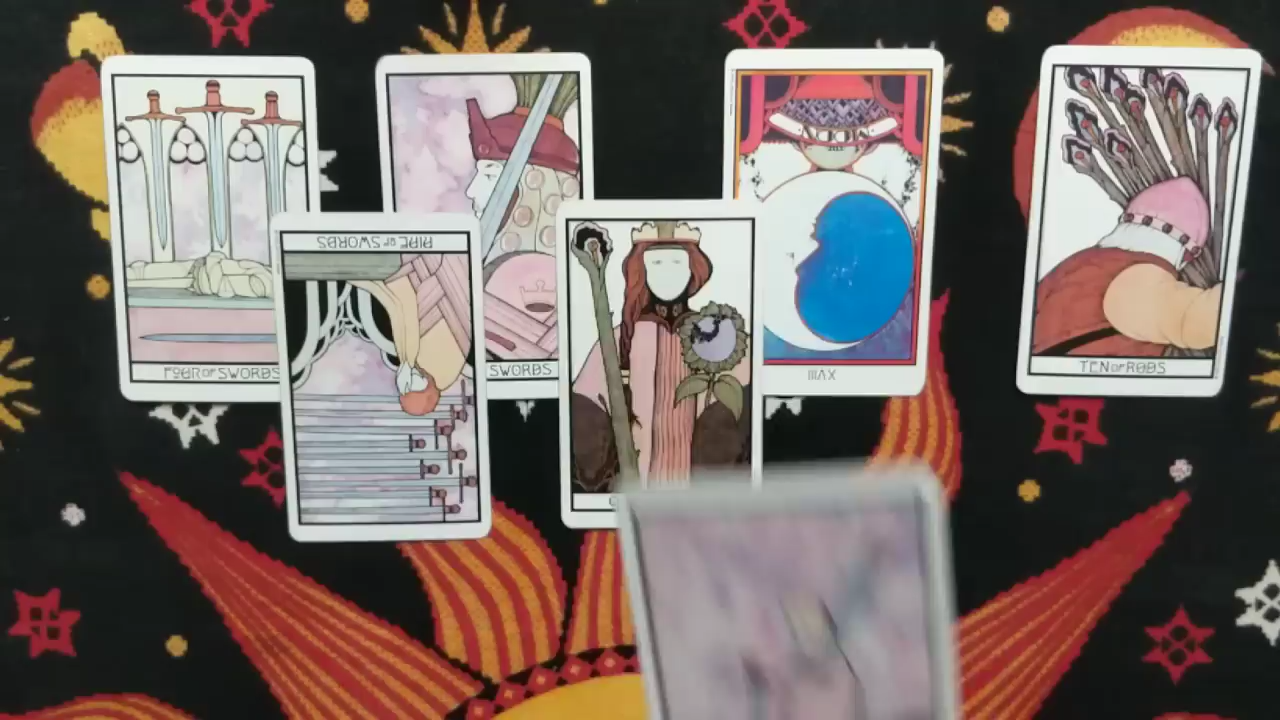 FOUR OF SWORDS
NINE OF SWORDS
SWORDS
XVIII
TEN OF RODS